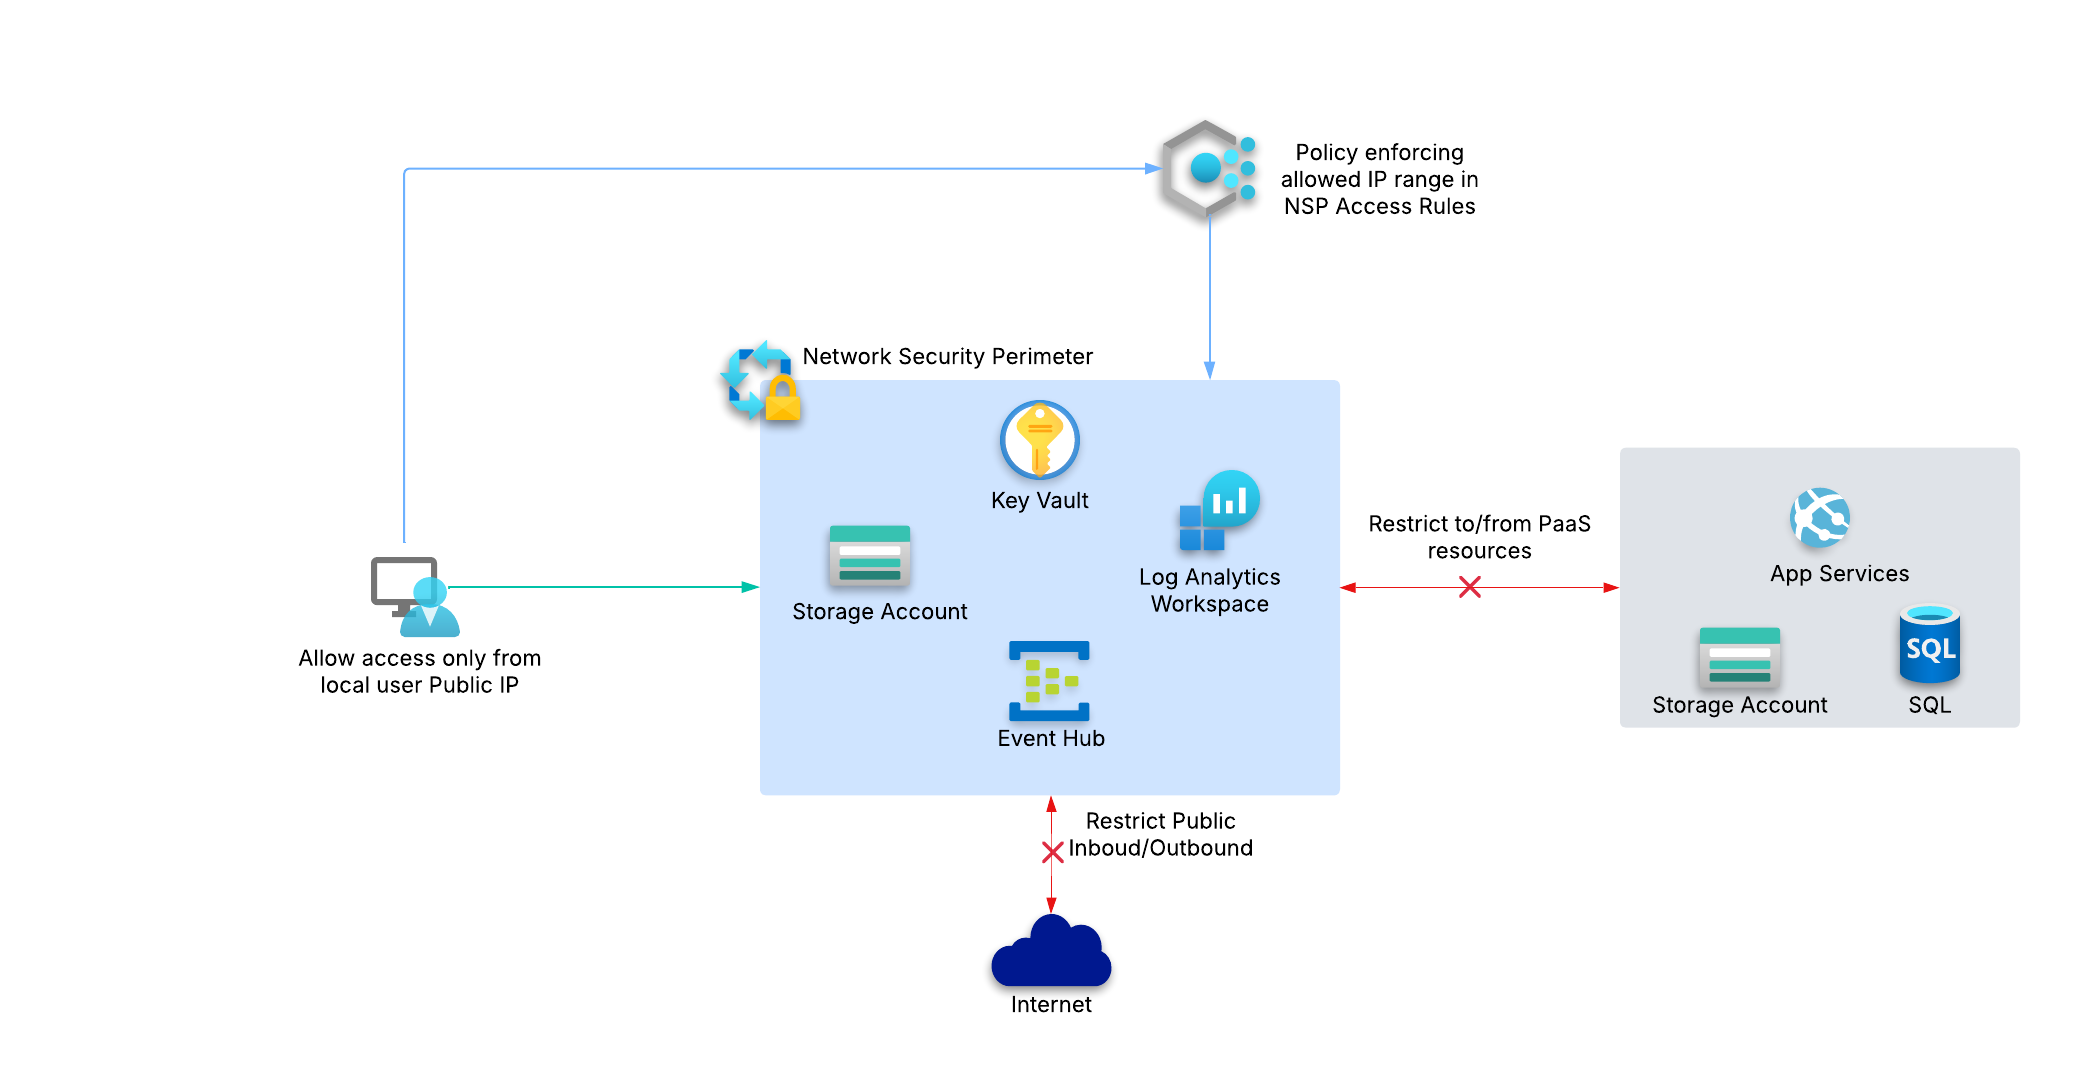 Policy enforcing
allowed IP range in
NSP Access Rules
Network Security Perimeter
Key Vault
Log Analytics
Workspace
Storage Account
Event Hub
Allow access only from
local user Public IP
Restrict to/from PaaS
resources
App Services
Storage Account
SQL
SQL
Restrict Public
Inboud/Outbound
Internet